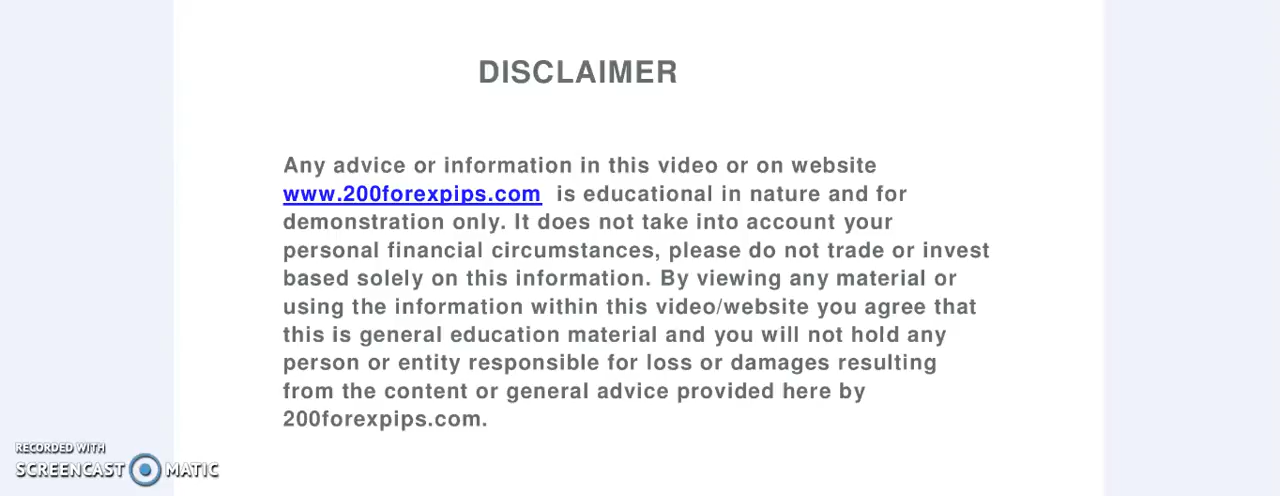 DISCLAIMER
Any advice or information in this video or on website
www.200forexpips.com is educational in nature and for
demonstration only. It does not take into account your
personal financial circumstances, please do not trade or invest
based solely on this information. By viewing any material or
using the information within this video/website you agree that
this is general education material and you will not hold any
person or entity responsible for loss or damages resulting
from the content or general advice provided here by
200forexpips.com.
RECORDED WITH
SCREENCAST MATIC